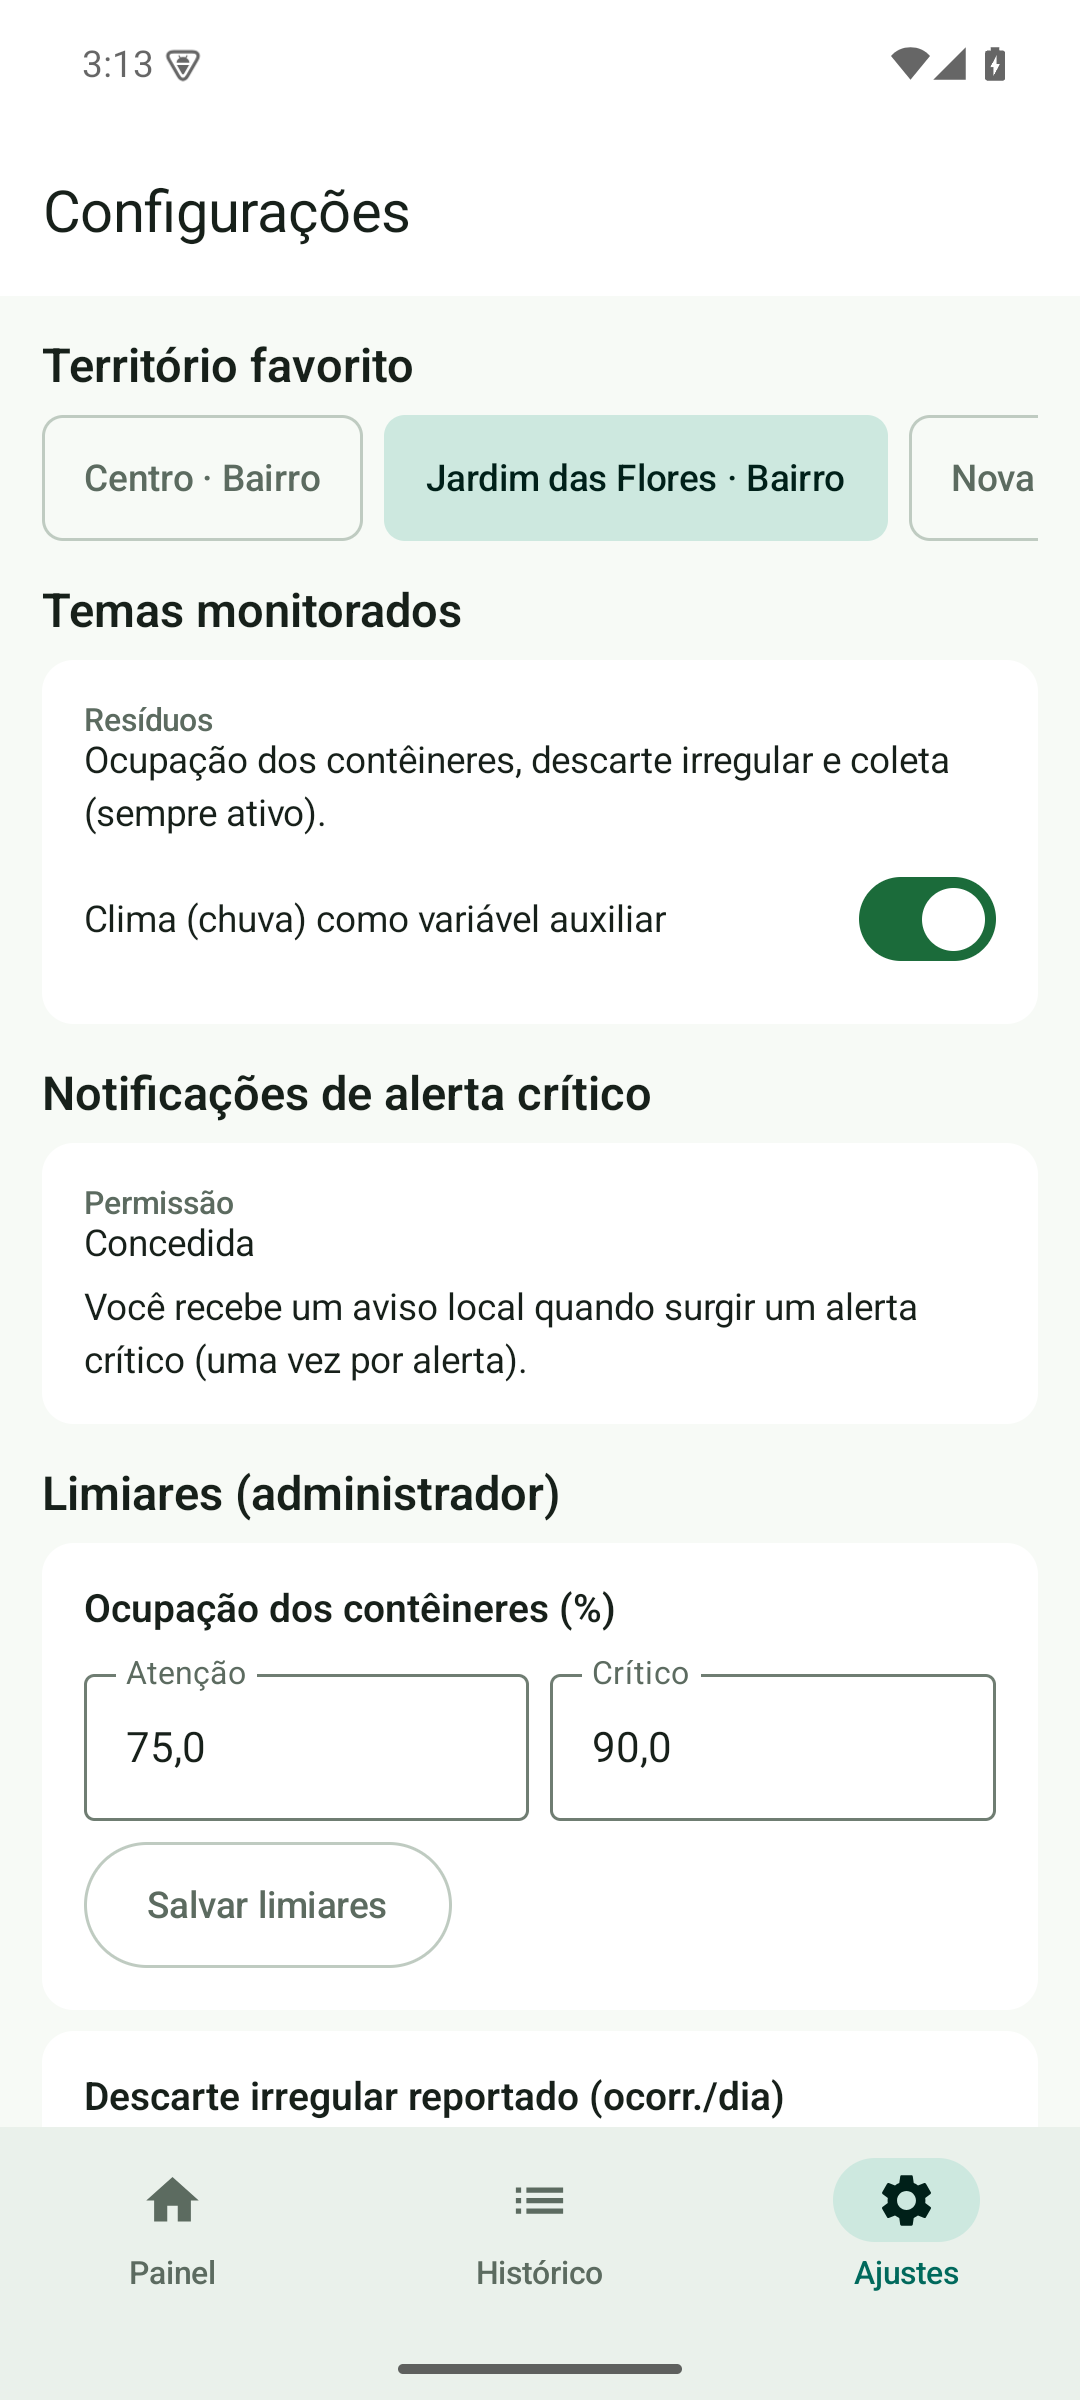 3:13
Configurações
Território favorito
Centro · Bairro
Jardim das Flores · Bairro
Nova
Temas monitorados
Resíduos
Ocupação dos contêineres, descarte irregular e coleta
(sempre ativo).
Clima (chuva) como variável auxiliar
Notificações de alerta crítico
Permissão
Concedida
Você recebe um aviso local quando surgir um alerta
crítico (uma vez por alerta).
Limiares (administrador)
Ocupação dos contêineres (%)
Atenção
Crítico
75,0
90,0
Salvar limiares
Descarte irregular reportado (ocorr./dia)
Painel
Histórico
Ajustes